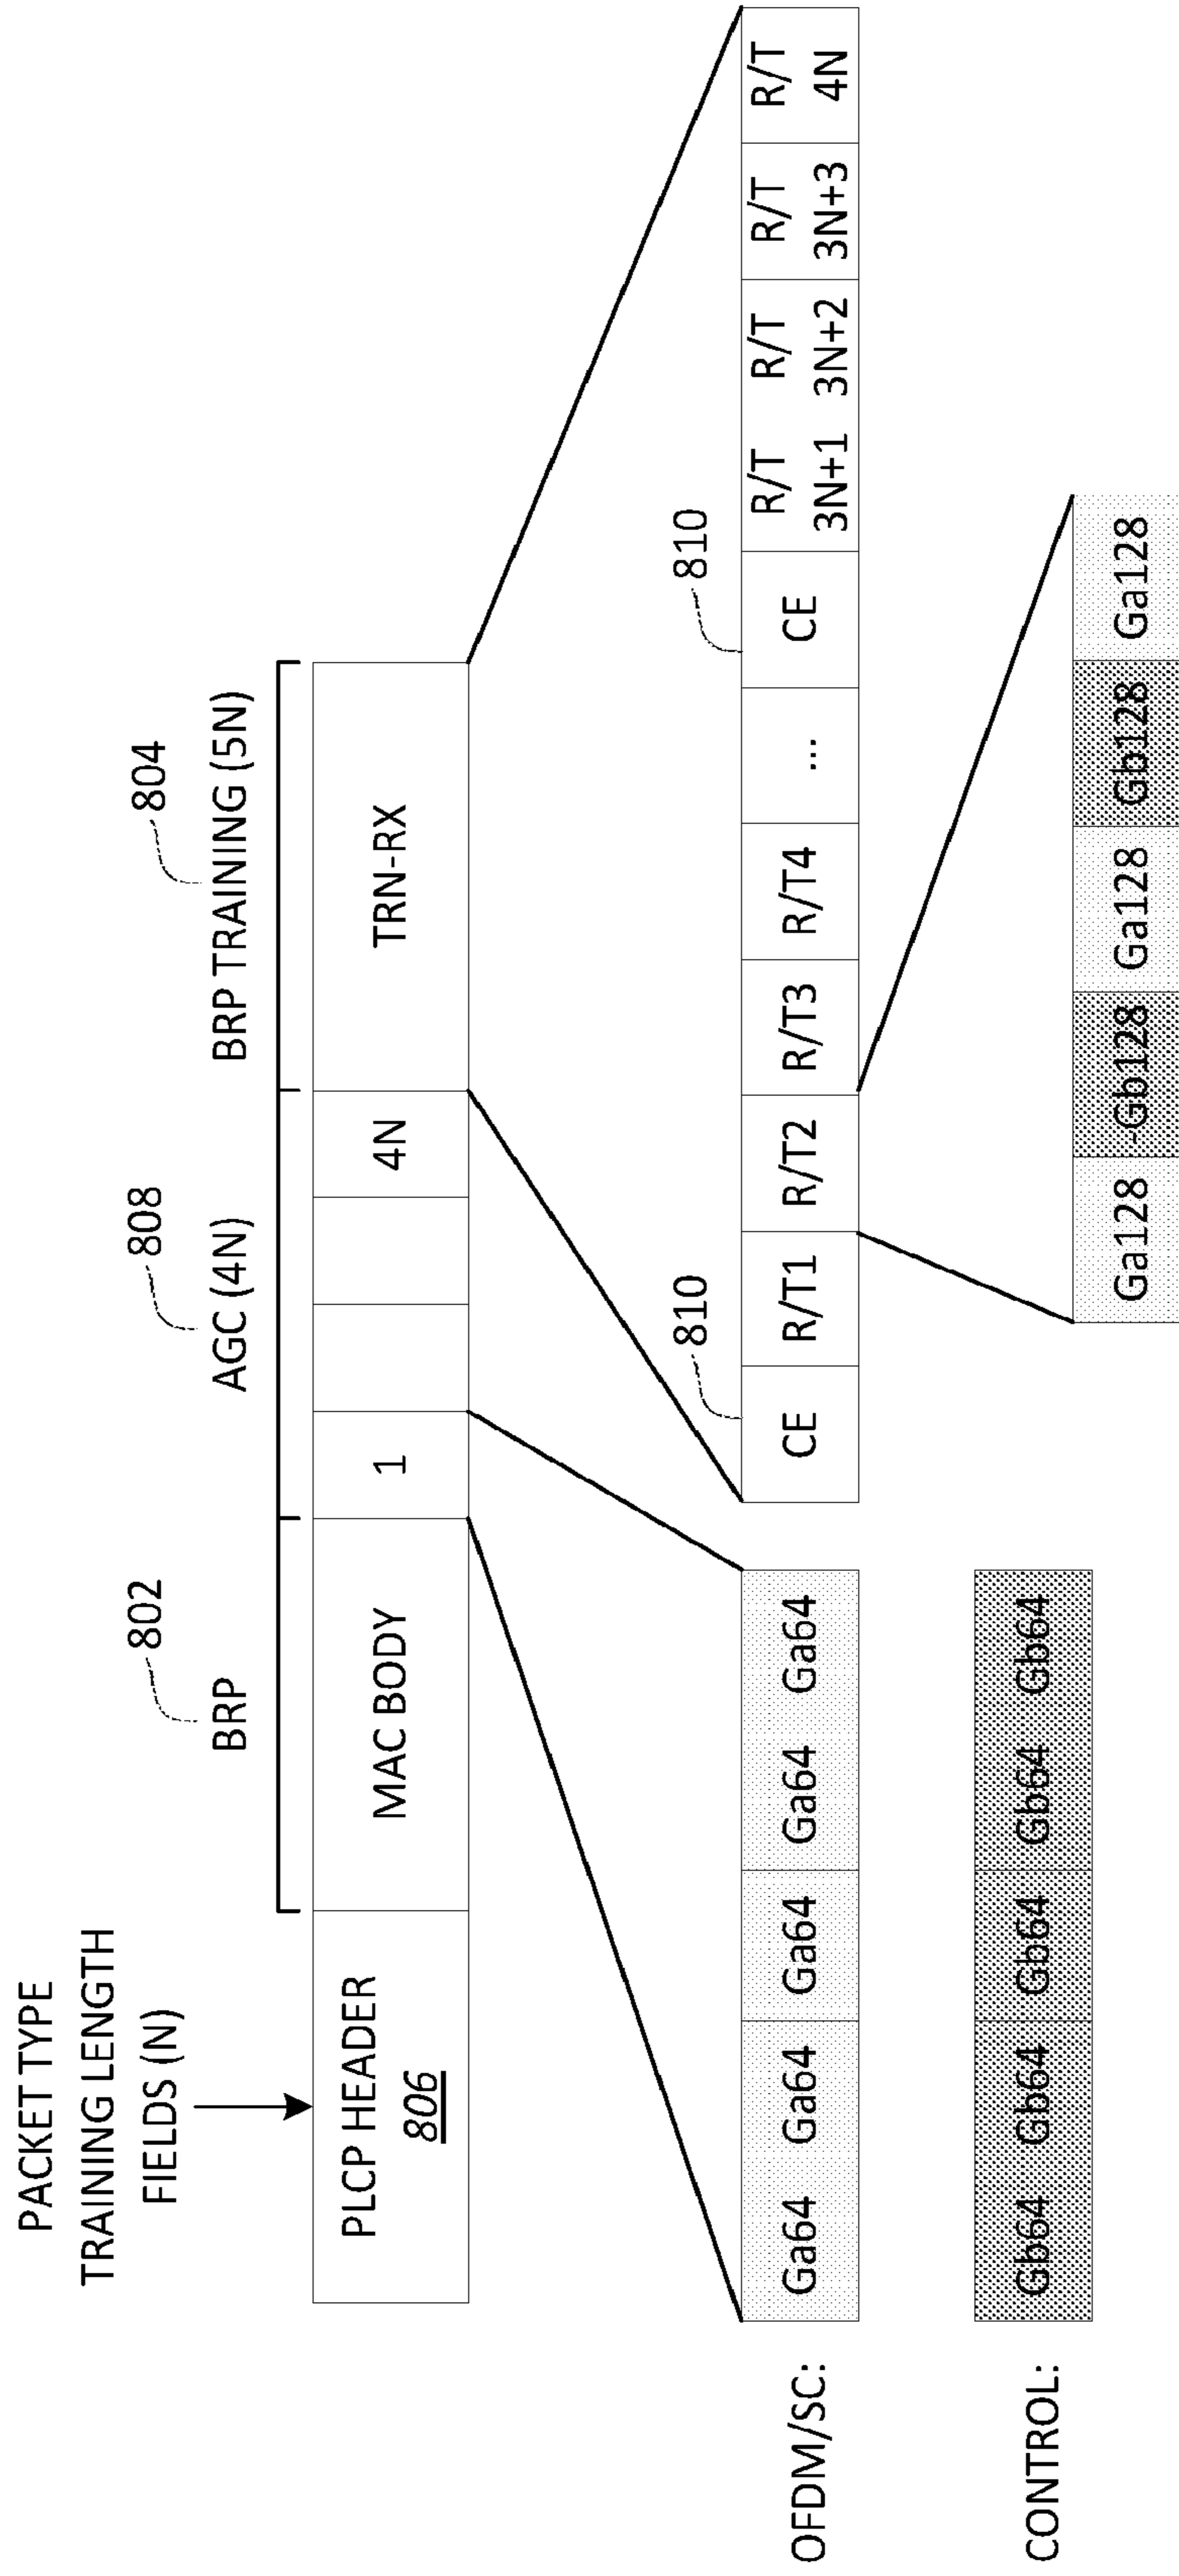 PACKET TYPE
TRAINING LENGTH
FIELDS (N)
802
BRP
808
AGC (4N)
804
BRP TRAINING (5N)
PLCP HEADER
806
MAC BODY
1
4N
TRN-RX
810
810
OFDM/SC:
Ga64 Ga64 Ga64 Ga64 Ga64
CE R/T1 R/T2 R/T3 R/T4 ... CE R/T R/T R/T R/T
3N+1 3N+2 3N+3 4N
CONTROL:
Gb64 Gb64 Gb64 Gb64 Gb64
Ga128 -Gb128 Ga128 Gb128 Ga128